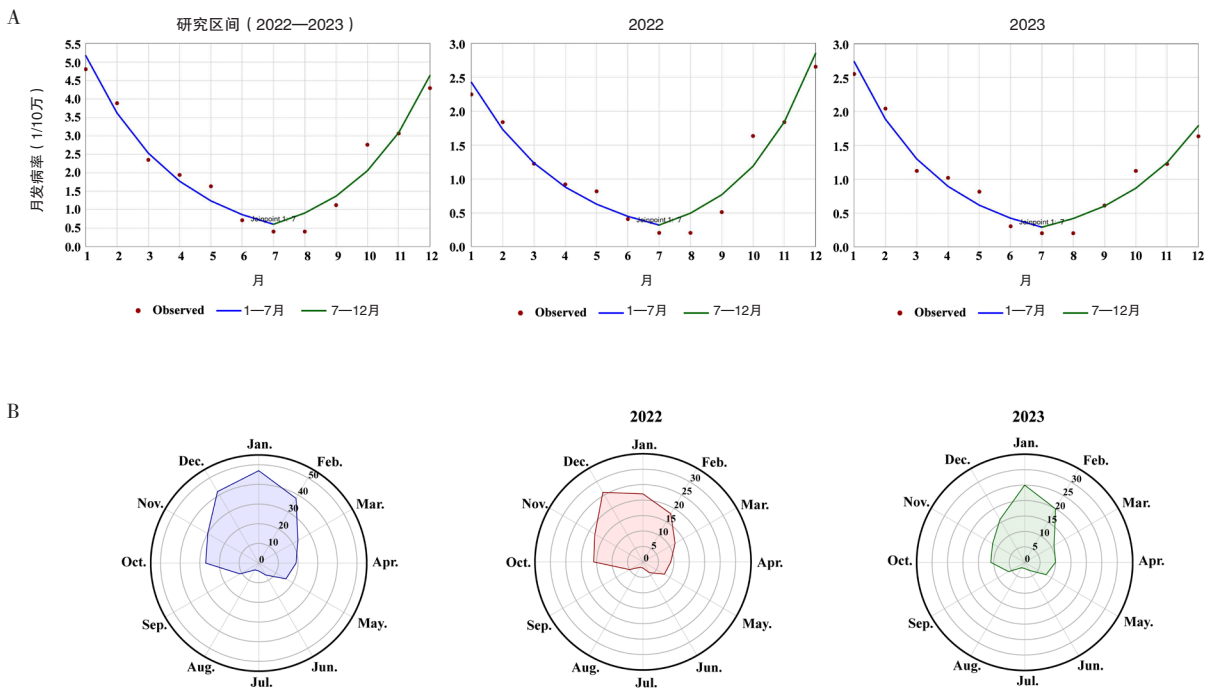 A
研究区间（2022—2023）
2022
2023
月发病率（1/10万）
5.5
5.0
4.5
4.0
3.5
3.0
2.5
2.0
1.5
1.0
0.5
0.0
Joinpoint 1: 7
1 2 3 4 5 6 7 8 9 10 11 12
月
Observed 1—7月 7—12月
3.0
2.5
2.0
1.5
1.0
0.5
0.0
Joinpoint 1: 7
1 2 3 4 5 6 7 8 9 10 11 12
月
Observed 1—7月 7—12月
3.0
2.5
2.0
1.5
1.0
0.5
0.0
Joinpoint 1: 7
1 2 3 4 5 6 7 8 9 10 11 12
月
Observed 1—7月 7—12月
B
Jan.
Feb.
Mar.
Apr.
May.
Jun.
Jul.
Aug.
Sep.
Oct.
Nov.
Dec.
50
40
30
20
10
0
2022
Jan.
Feb.
Mar.
Apr.
May.
Jun.
Jul.
Aug.
Sep.
Oct.
Nov.
Dec.
30
25
20
15
10
5
0
2023
Jan.
Feb.
Mar.
Apr.
May.
Jun.
Jul.
Aug.
Sep.
Oct.
Nov.
Dec.
30
25
20
15
10
5
0